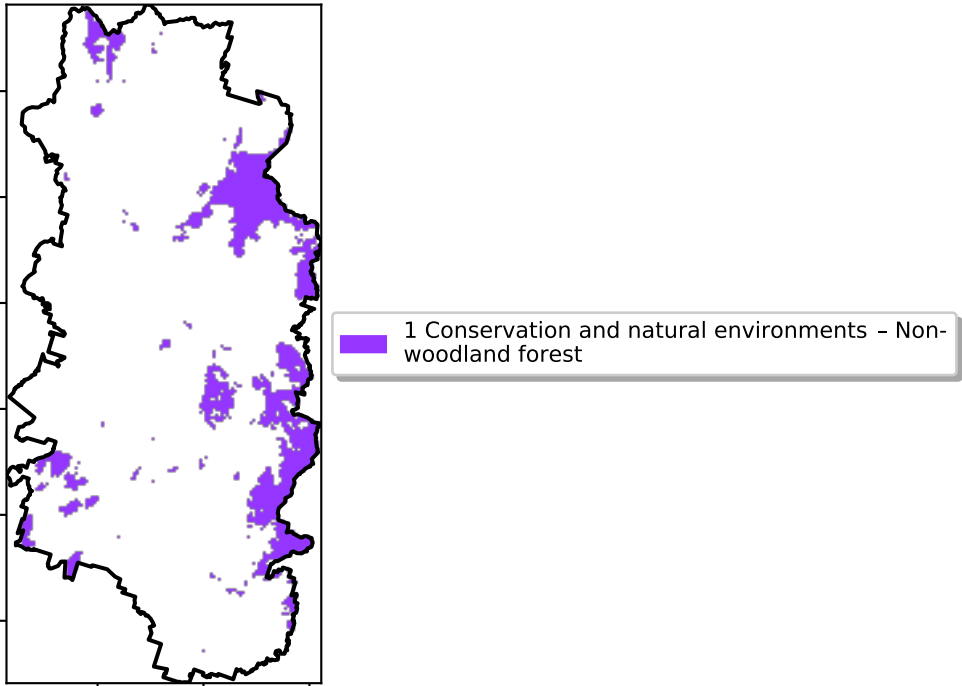 1 Conservation and natural environments – Non-
woodland forest